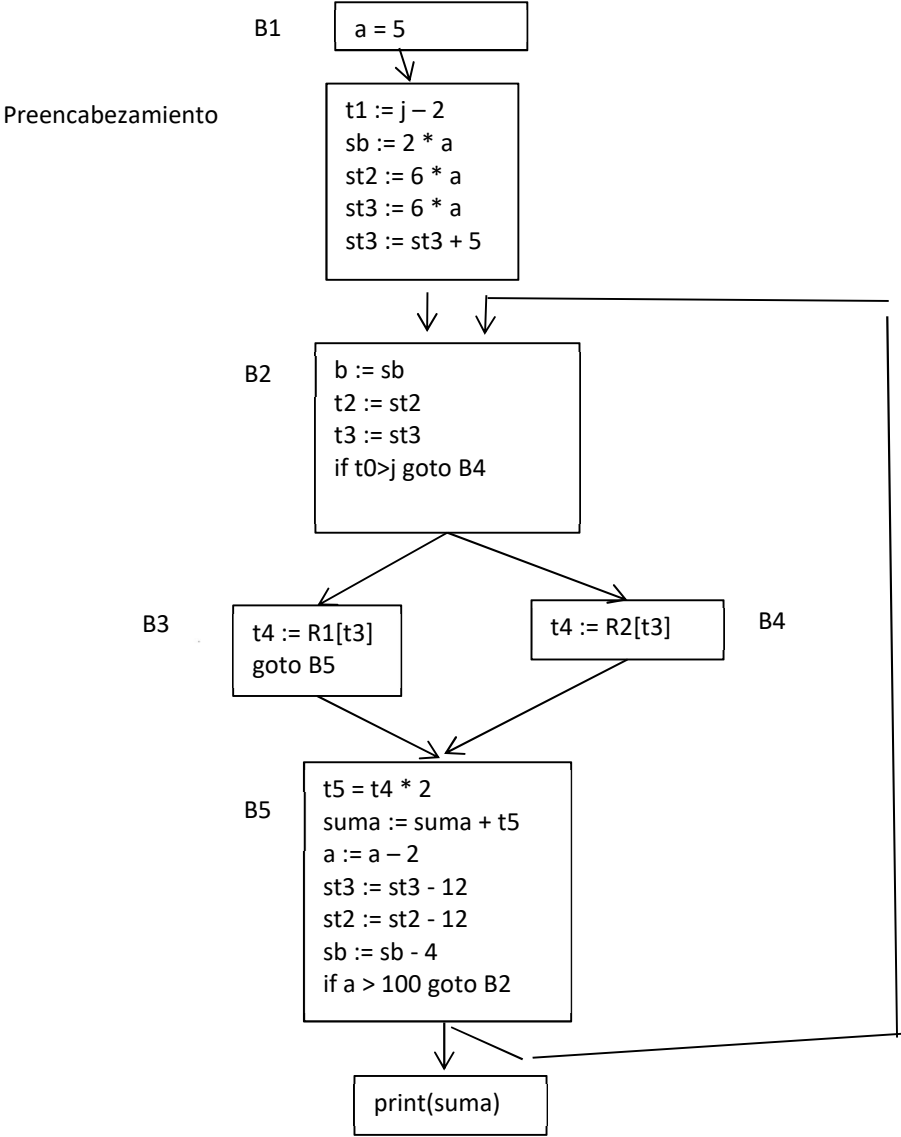 B1
a = 5
Preencabezamiento
t1 := j – 2
sb := 2 * a
st2 := 6 * a
st3 := 6 * a
st3 := st3 + 5
B2
b := sb
t2 := st2
t3 := st3
if t0>j goto B4
B3
t4 := R1[t3]
goto B5
t4 := R2[t3]
B4
B5
t5 = t4 * 2
suma := suma + t5
a := a – 2
st3 := st3 - 12
st2 := st2 - 12
sb := sb - 4
if a > 100 goto B2
print(suma)